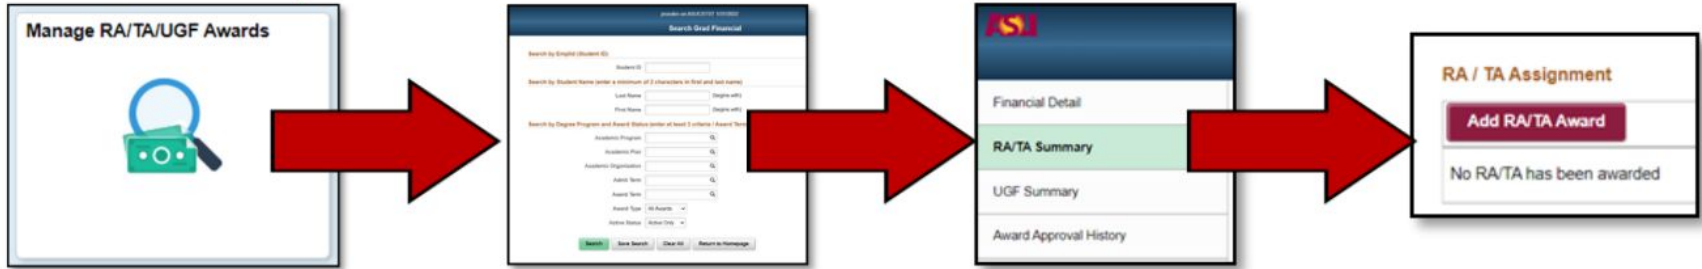 Manage RA/TA/UGF Awards
Search Grad Financial
Search by Emplid (Student ID)
Student ID
Search by Student Name (enter a minimum of 2 characters in first and last name)
Last Name (begins with)
First Name (begins with)
Search by Degree Program and Award Status (enter at least 3 criteria / Award Term
Academic Program
Academic Plan
Academic Organization
Admit Term
Award Term
Award Type All Awards
Active Status Active Only
Search Save Search Clear All Return to Homepage
ASU
Financial Detail
RA/TA Summary
UGF Summary
Award Approval History
RA / TA Assignment
Add RA/TA Award
No RA/TA has been awarded